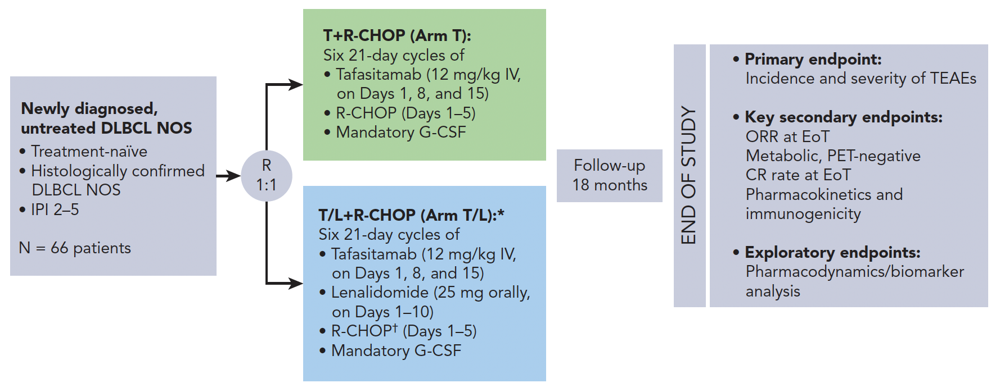 Newly diagnosed,
untreated DLBCL NOS
• Treatment-naïve
• Histologically confirmed
DLBCL NOS
• IPI 2–5
N = 66 patients
R
1:1
T+R-CHOP (Arm T):
Six 21-day cycles of
• Tafasitamab (12 mg/kg IV,
on Days 1, 8, and 15)
• R-CHOP (Days 1–5)
• Mandatory G-CSF
T/L+R-CHOP (Arm T/L):*
Six 21-day cycles of
• Tafasitamab (12 mg/kg IV,
on Days 1, 8, and 15)
• Lenalidomide (25 mg orally,
on Days 1–10)
• R-CHOP† (Days 1–5)
• Mandatory G-CSF
Follow-up
18 months
END OF STUDY
• Primary endpoint:
Incidence and severity of TEAEs
• Key secondary endpoints:
ORR at EoT
Metabolic, PET-negative
CR rate at EoT
Pharmacokinetics and
immunogenicity
• Exploratory endpoints:
Pharmacodynamics/biomarker
analysis